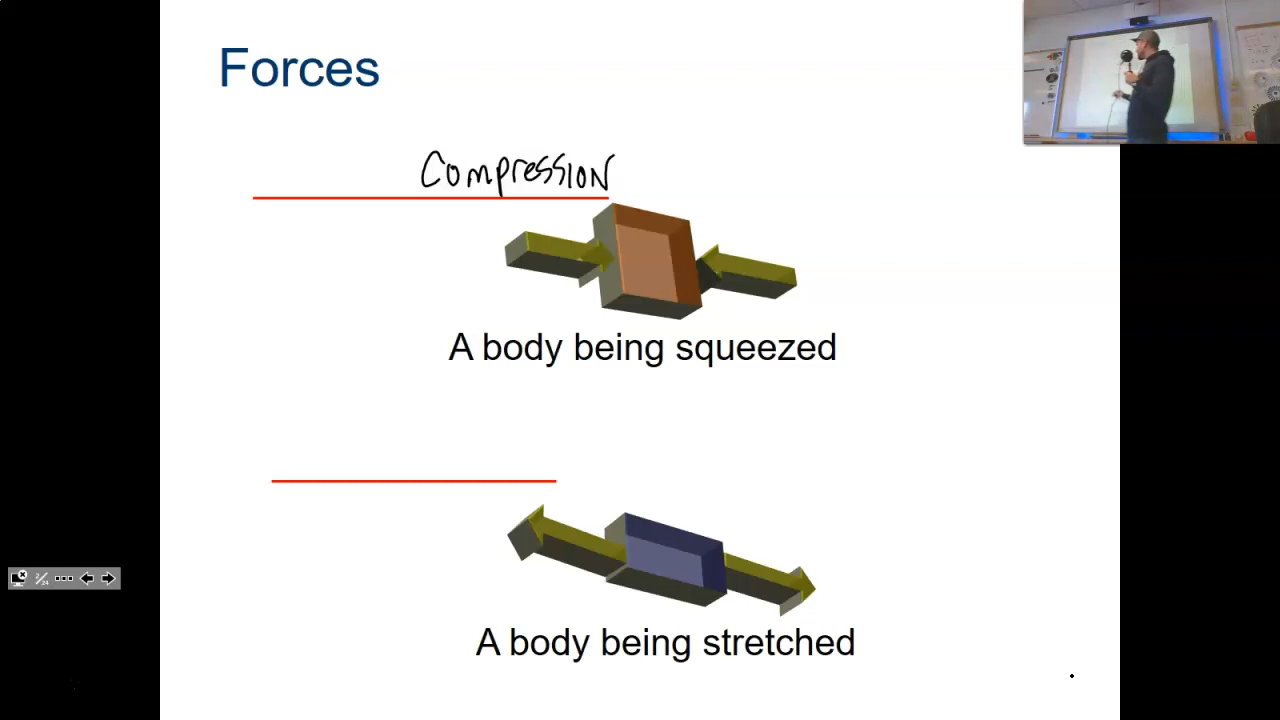 Forces
Compression
A body being squeezed
A body being stretched